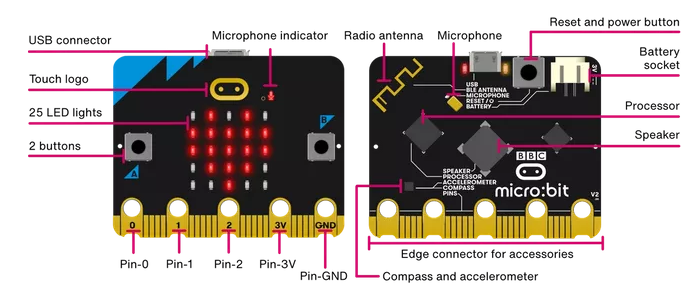 USB connector
Microphone indicator
Touch logo
25 LED lights
2 buttons
A
B
0
1
2
3V
GND
Pin-0
Pin-1
Pin-2
Pin-3V
Pin-GND
Radio antenna
Microphone
Reset and power button
Battery
socket
Processor
Speaker
3V
USB
BLE ANTENNA
MICROPHONE
RESET /
BATTERY
SPEAKER
PROCESSOR
ACCELEROMETER
COMPASS
PINS
BBC
micro:bit
V2
Edge connector for accessories
Compass and accelerometer